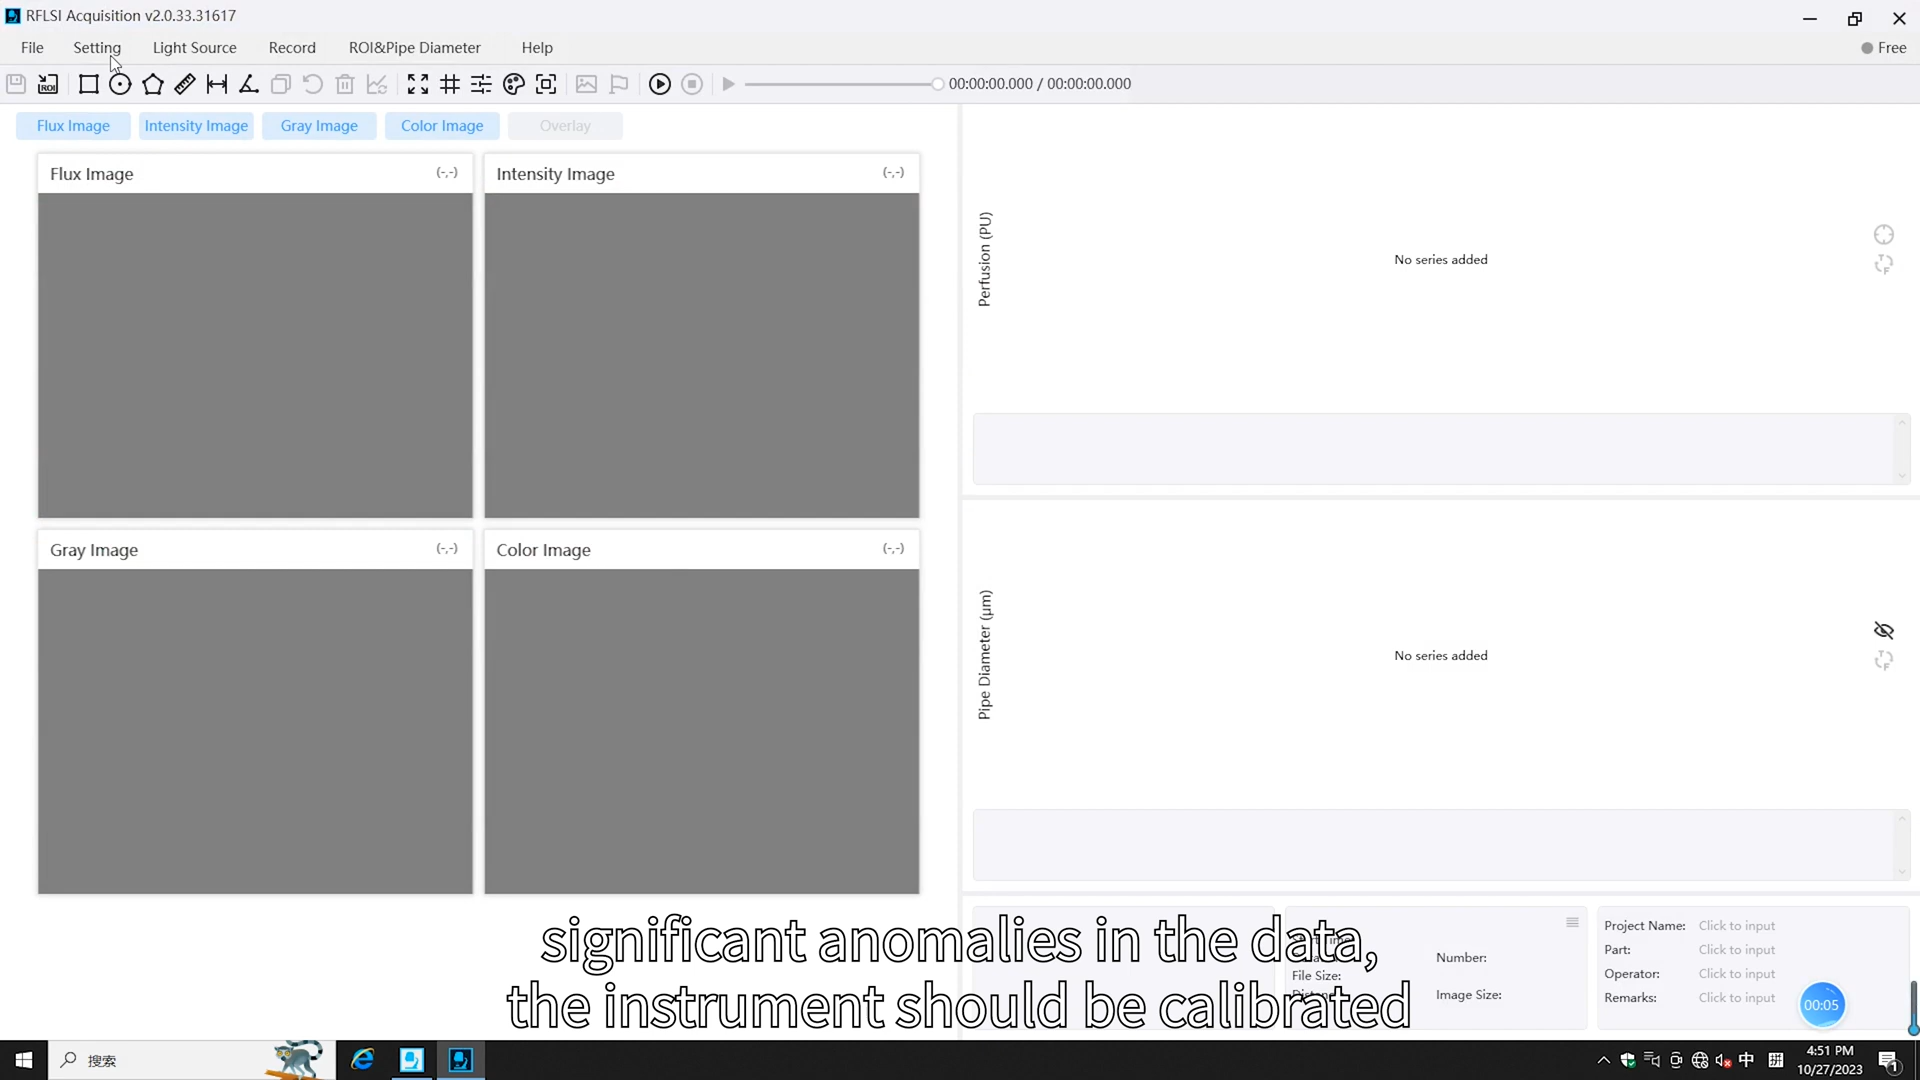 RFLSI Acquisition v2.0.33.31617
File Setting Light Source Record ROI&Pipe Diameter Help
Free
ROI
00:00:00.000 / 00:00:00.000
Flux Image Intensity Image Gray Image Color Image Overlay
Flux Image (-,-)
Intensity Image (-,-)
Perfusion (PU)
No series added
Gray Image (-,-)
Color Image (-,-)
Pipe Diameter (μm)
No series added
significant anomalies in the data,
the instrument should be calibrated
Number:
File Size:
Image Size:
Project Name: Click to input
Part: Click to input
Operator: Click to input
Remarks: Click to input
00:05
搜索
中
拼
4:51 PM
10/27/2023
1